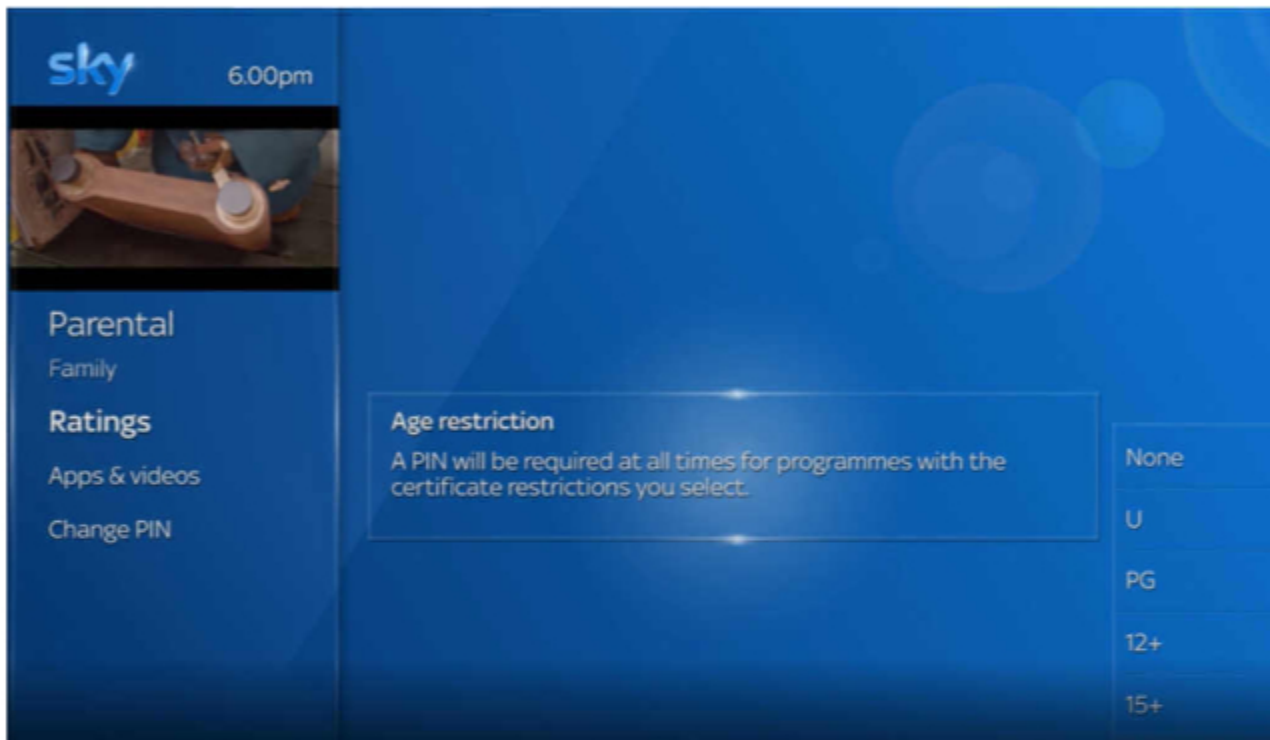 sky
6.00pm
Parental
Family
Ratings
Apps & videos
Change PIN
Age restriction
A PIN will be required at all times for programmes with the
certificate restrictions you select.
None
U
PG
12+
15+